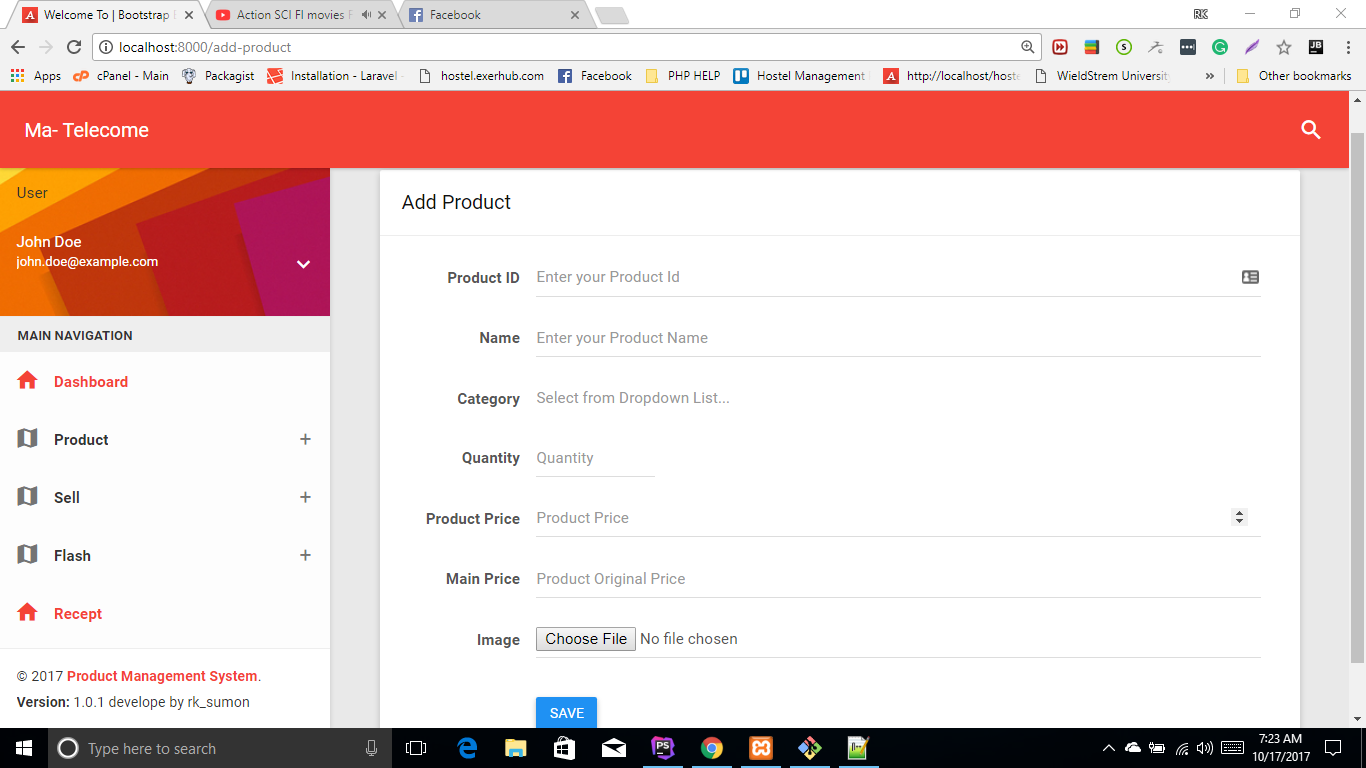 Welcome To | Bootstrap
Action SCI FI movies F
Facebook
RK
localhost:8000/add-product
Apps
cPanel - Main
Packagist
Installation - Laravel -
hostel.exerhub.com
Facebook
PHP HELP
Hostel Management
http://localhost/hoste
WieldStrem University
»
Other bookmarks
Ma- Telecome
User
John Doe
john.doe@example.com
MAIN NAVIGATION
Dashboard
Product +
Sell +
Flash +
Recept
© 2017 Product Management System.
Version: 1.0.1 develope by rk_sumon
Add Product
Product ID Enter your Product Id
Name Enter your Product Name
Category Select from Dropdown List...
Quantity Quantity
Product Price Product Price
Main Price Product Original Price
Image Choose File No file chosen
SAVE
Type here to search
7:23 AM
10/17/2017